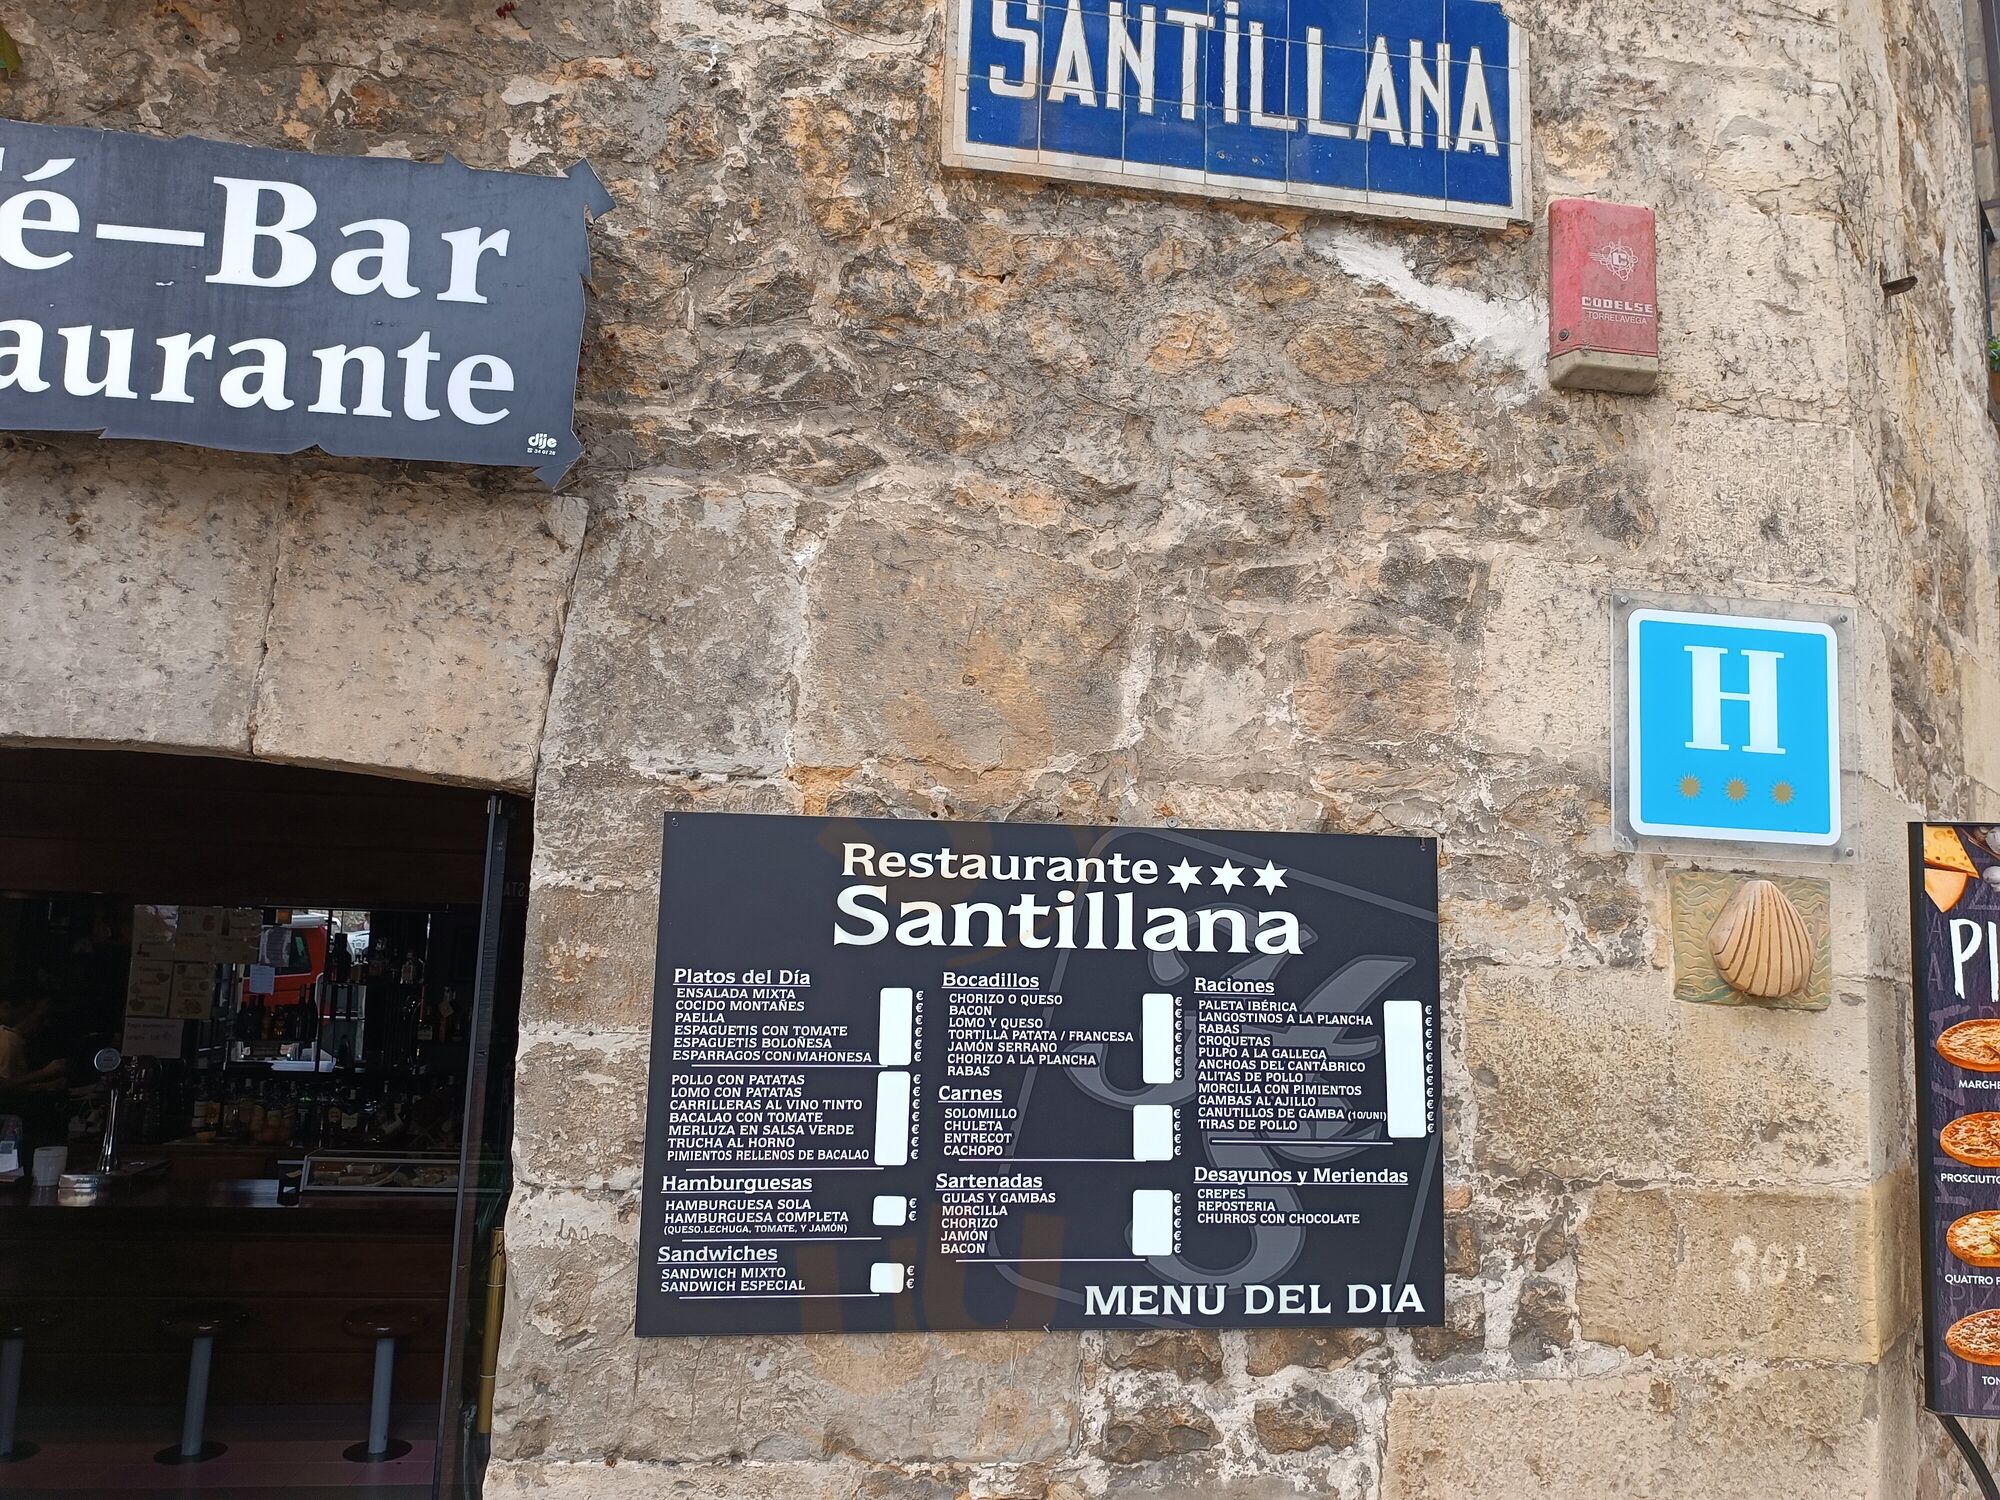 SANTILLANA
é-Bar
aurante
dije
34 07 28
CODELSE
TORRELAVEGA
H
Restaurante
Santillana
Platos del Día
ENSALADA MIXTA €
COCIDO MONTAÑES €
PAELLA €
ESPAGUETIS CON TOMATE €
ESPAGUETIS BOLOÑESA €
ESPARRAGOS CON MAHONESA €
POLLO CON PATATAS €
LOMO CON PATATAS €
CARRILLERAS AL VINO TINTO €
BACALAO CON TOMATE €
MERLUZA EN SALSA VERDE €
TRUCHA AL HORNO €
PIMIENTOS RELLENOS DE BACALAO €
Hamburguesas
HAMBURGUESA SOLA €
HAMBURGUESA COMPLETA €
(QUESO,LECHUGA, TOMATE, Y JAMÓN)
Sandwiches
SANDWICH MIXTO €
SANDWICH ESPECIAL €
Bocadillos
CHORIZO O QUESO €
BACON €
LOMO Y QUESO €
TORTILLA PATATA / FRANCESA €
JAMÓN SERRANO €
CHORIZO A LA PLANCHA €
RABAS €
Carnes
SOLOMILLO €
CHULETA €
ENTRECOT €
CACHOPO €
Sartenadas
GULAS Y GAMBAS €
MORCILLA €
CHORIZO €
JAMÓN €
BACON €
Raciones
PALETA IBÉRICA €
LANGOSTINOS A LA PLANCHA €
RABAS €
CROQUETAS €
PULPO A LA GALLEGA €
ANCHOAS DEL CANTÁBRICO €
ALITAS DE POLLO €
MORCILLA CON PIMIENTOS €
GAMBAS AL AJILLO €
CANUTILLOS DE GAMBA (10/UNI) €
TIRAS DE POLLO €
Desayunos y Meriendas
CREPES
REPOSTERIA
CHURROS CON CHOCOLATE
MENU DEL DIA
PI
MARGHE
PROSCIUTTO
QUATTRO F
TON